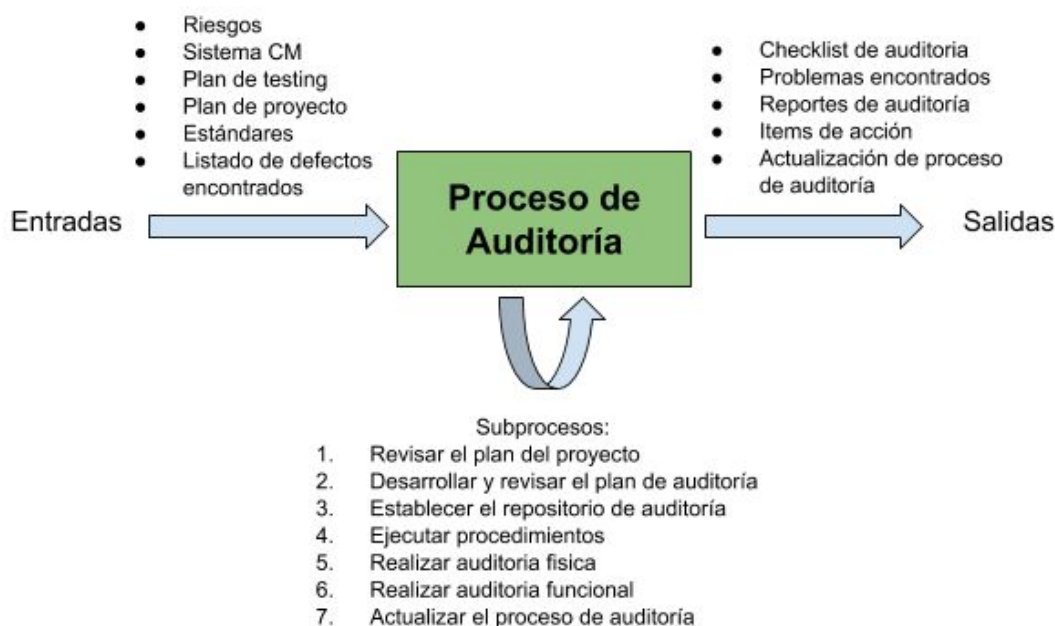 ● Riesgos
● Sistema CM
● Plan de testing
● Plan de proyecto
● Estándares
● Listado de defectos
encontrados
Entradas
Proceso de
Auditoría
● Checklist de auditoria
● Problemas encontrados
● Reportes de auditoría
● Items de acción
● Actualización de proceso
de auditoría
Salidas
Subprocesos:
1. Revisar el plan del proyecto
2. Desarrollar y revisar el plan de auditoría
3. Establecer el repositorio de auditoría
4. Ejecutar procedimientos
5. Realizar auditoria fisica
6. Realizar auditoria funcional
7. Actualizar el proceso de auditoría